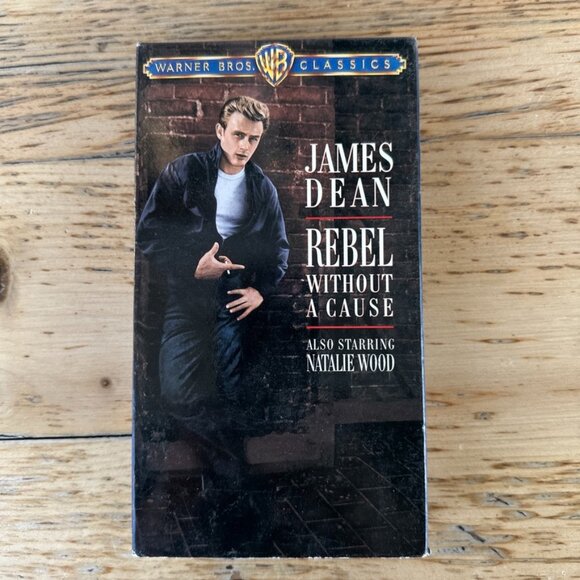 WARNER BROS. WB CLASSICS
JAMES
DEAN
REBEL
WITHOUT
A CAUSE
ALSO STARRING
NATALIE WOOD